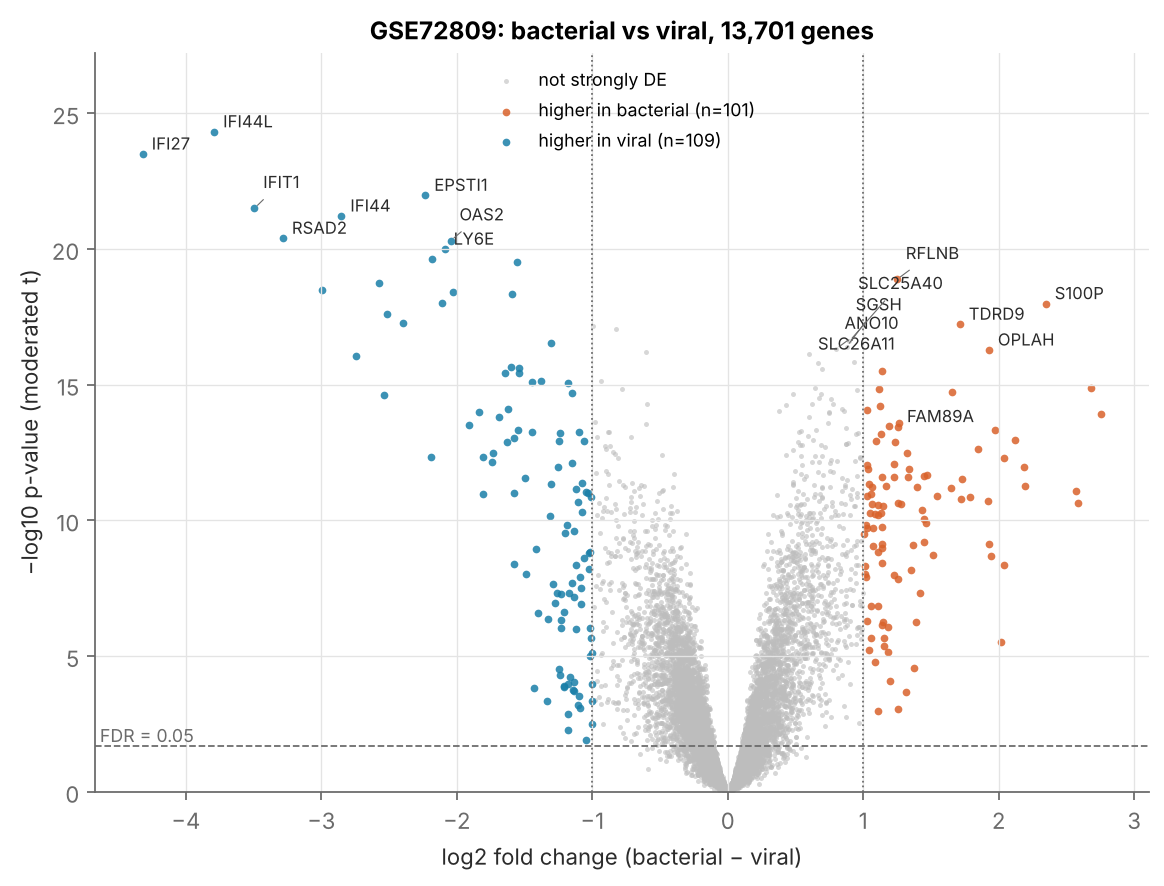 GSE72809: bacterial vs viral, 13,701 genes
not strongly DE
higher in bacterial (n=101)
higher in viral (n=109)
IFI44L
IFI27
IFIT1
EPSTI1
IFI44
OAS2
RSAD2
LY6E
RFLNB
SLC25A40
S100P
SGSH
TDRD9
ANO10
OPLAH
SLC26A11
FAM89A
FDR = 0.05
25
20
15
10
5
0
−4
−3
−2
−1
0
1
2
3
−log10 p-value (moderated t)
log2 fold change (bacterial − viral)